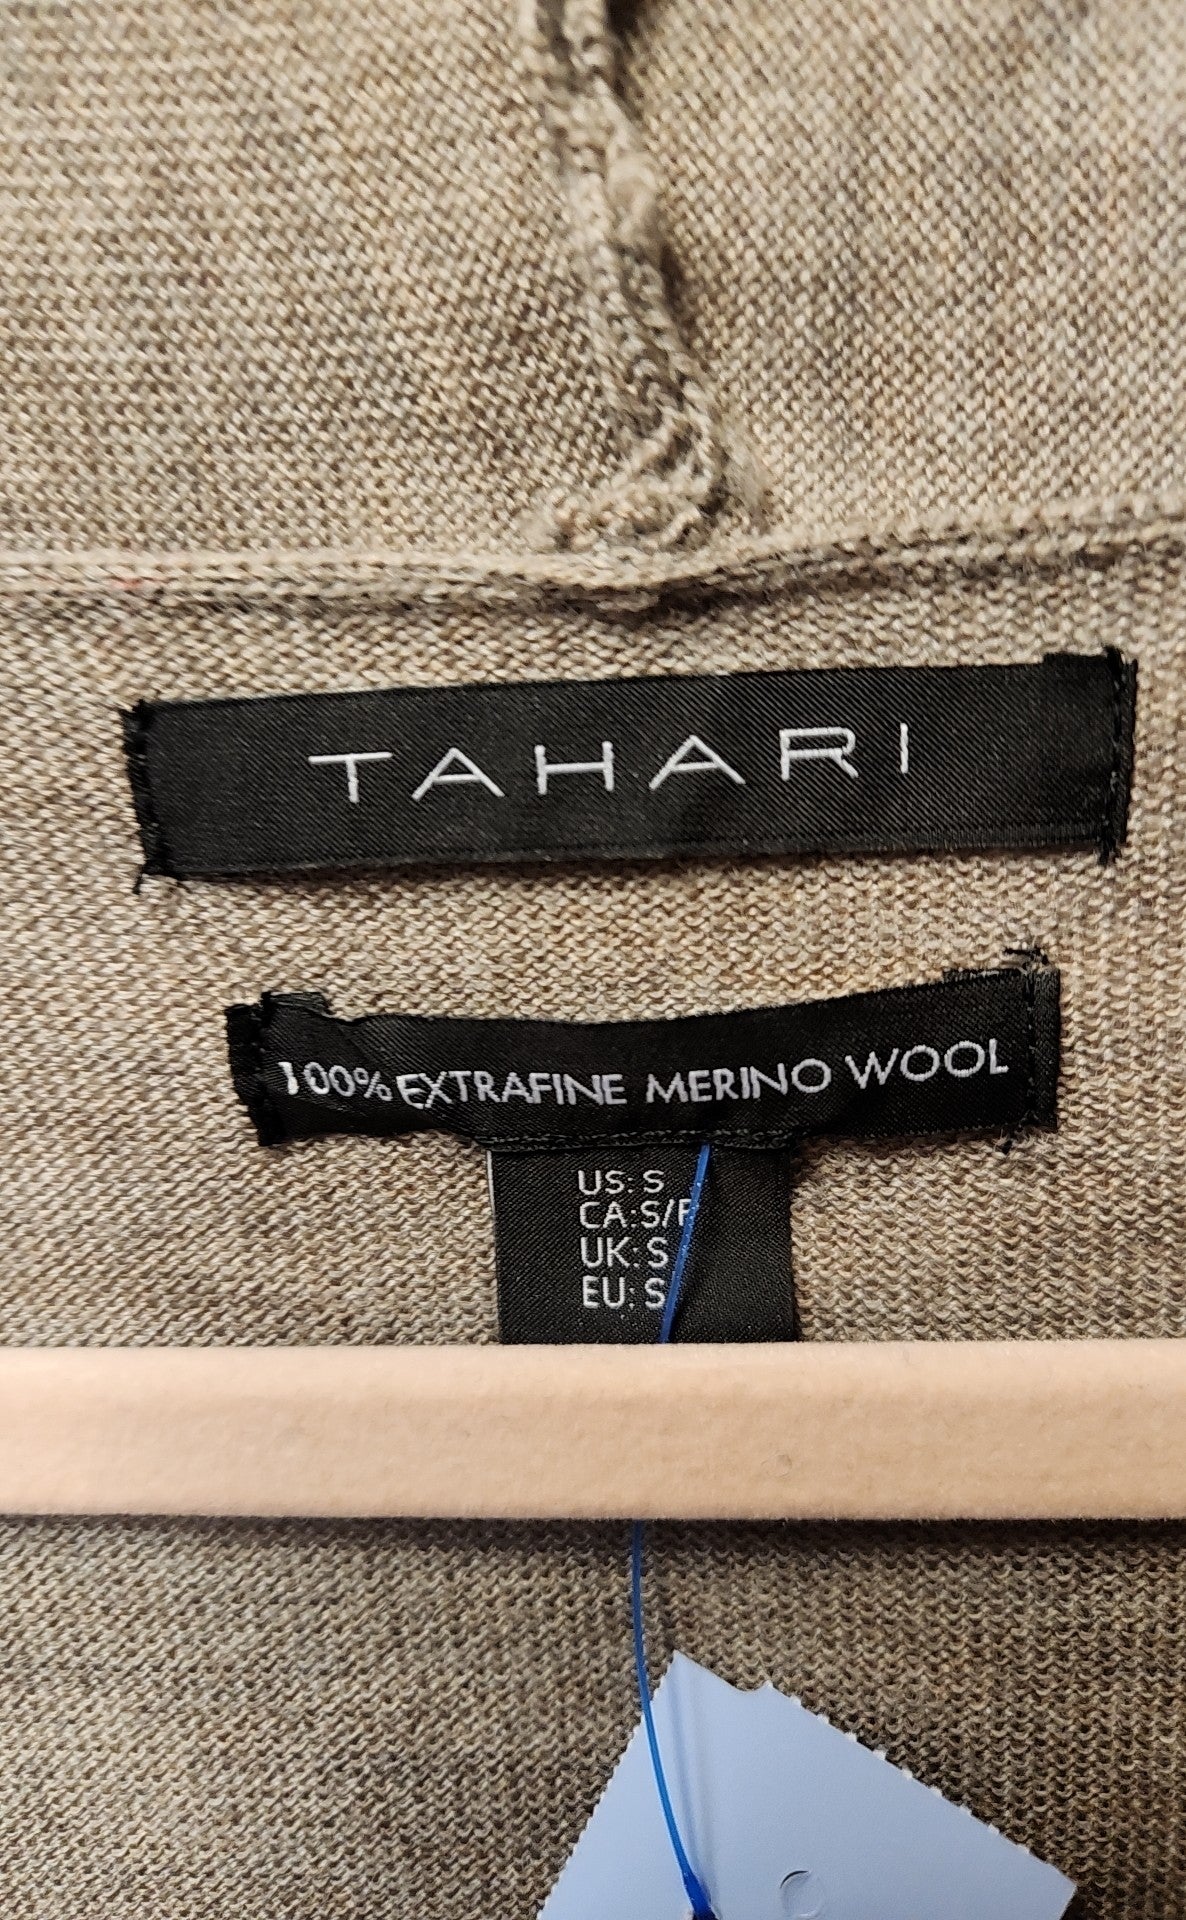 TAHARI
100% EXTRAFINE MERINO WOOL
US: S
CA: S/P
UK: S
EU: S